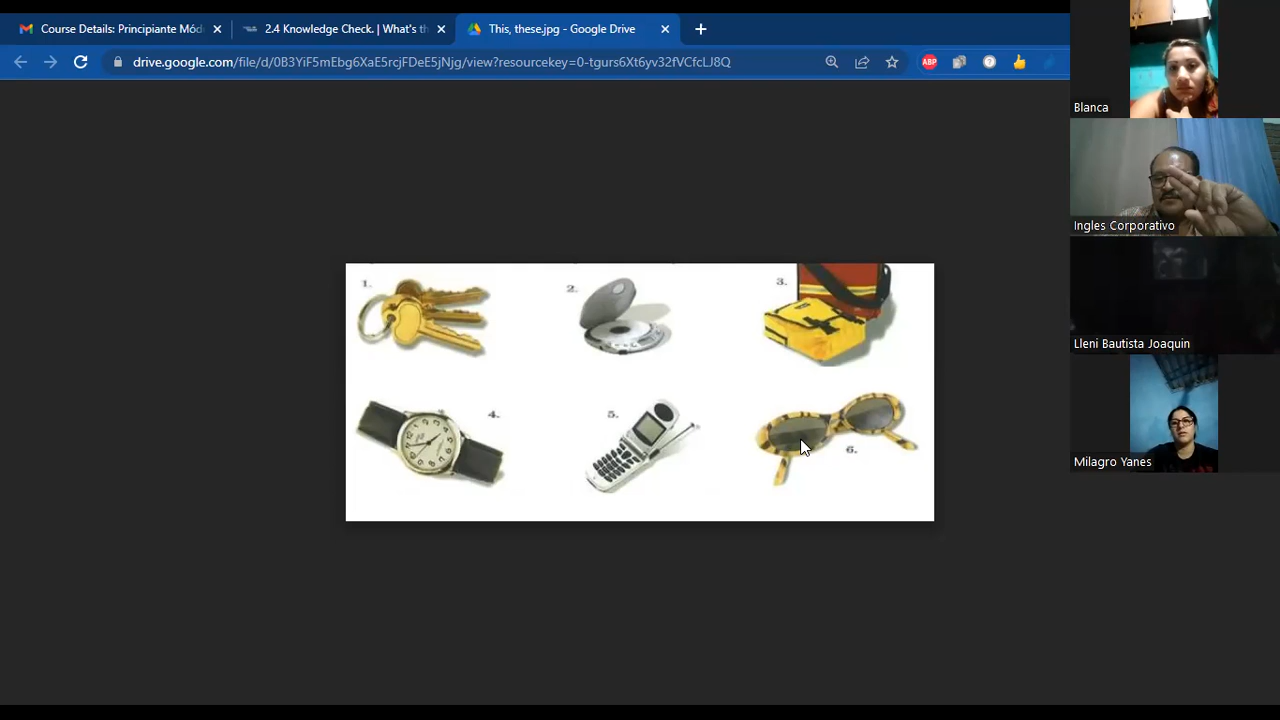 Course Details: Principiante Mód
2.4 Knowledge Check. | What's th
This, these.jpg - Google Drive
drive.google.com/file/d/0B3YiF5mEbg6XaE5rcjFDeE5jNjg/view?resourcekey=0-tgurs6Xt6yv32fVCfcLJ8Q
ABP
Blanca
Ingles Corporativo
Lleni Bautista Joaquin
Milagro Yanes
1.
2.
3.
4.
5.
6.